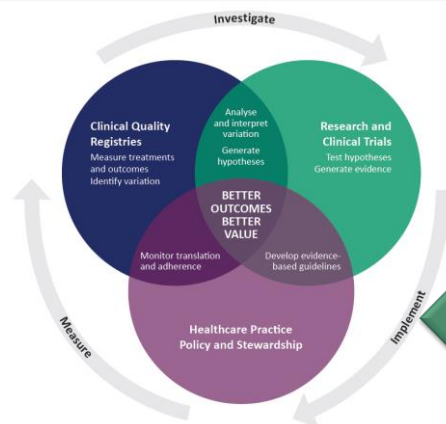 Investigate
Clinical Quality
Registries
Measure treatments
and outcomes
Identify variation
Analyse
and interpret
variation
Generate
hypotheses
Research and
Clinical Trials
Test hypotheses
Generate evidence
BETTER
OUTCOMES
BETTER
VALUE
Monitor translation
and adherence
Develop evidence-
based guidelines
Healthcare Practice
Policy and Stewardship
Measure
Implement